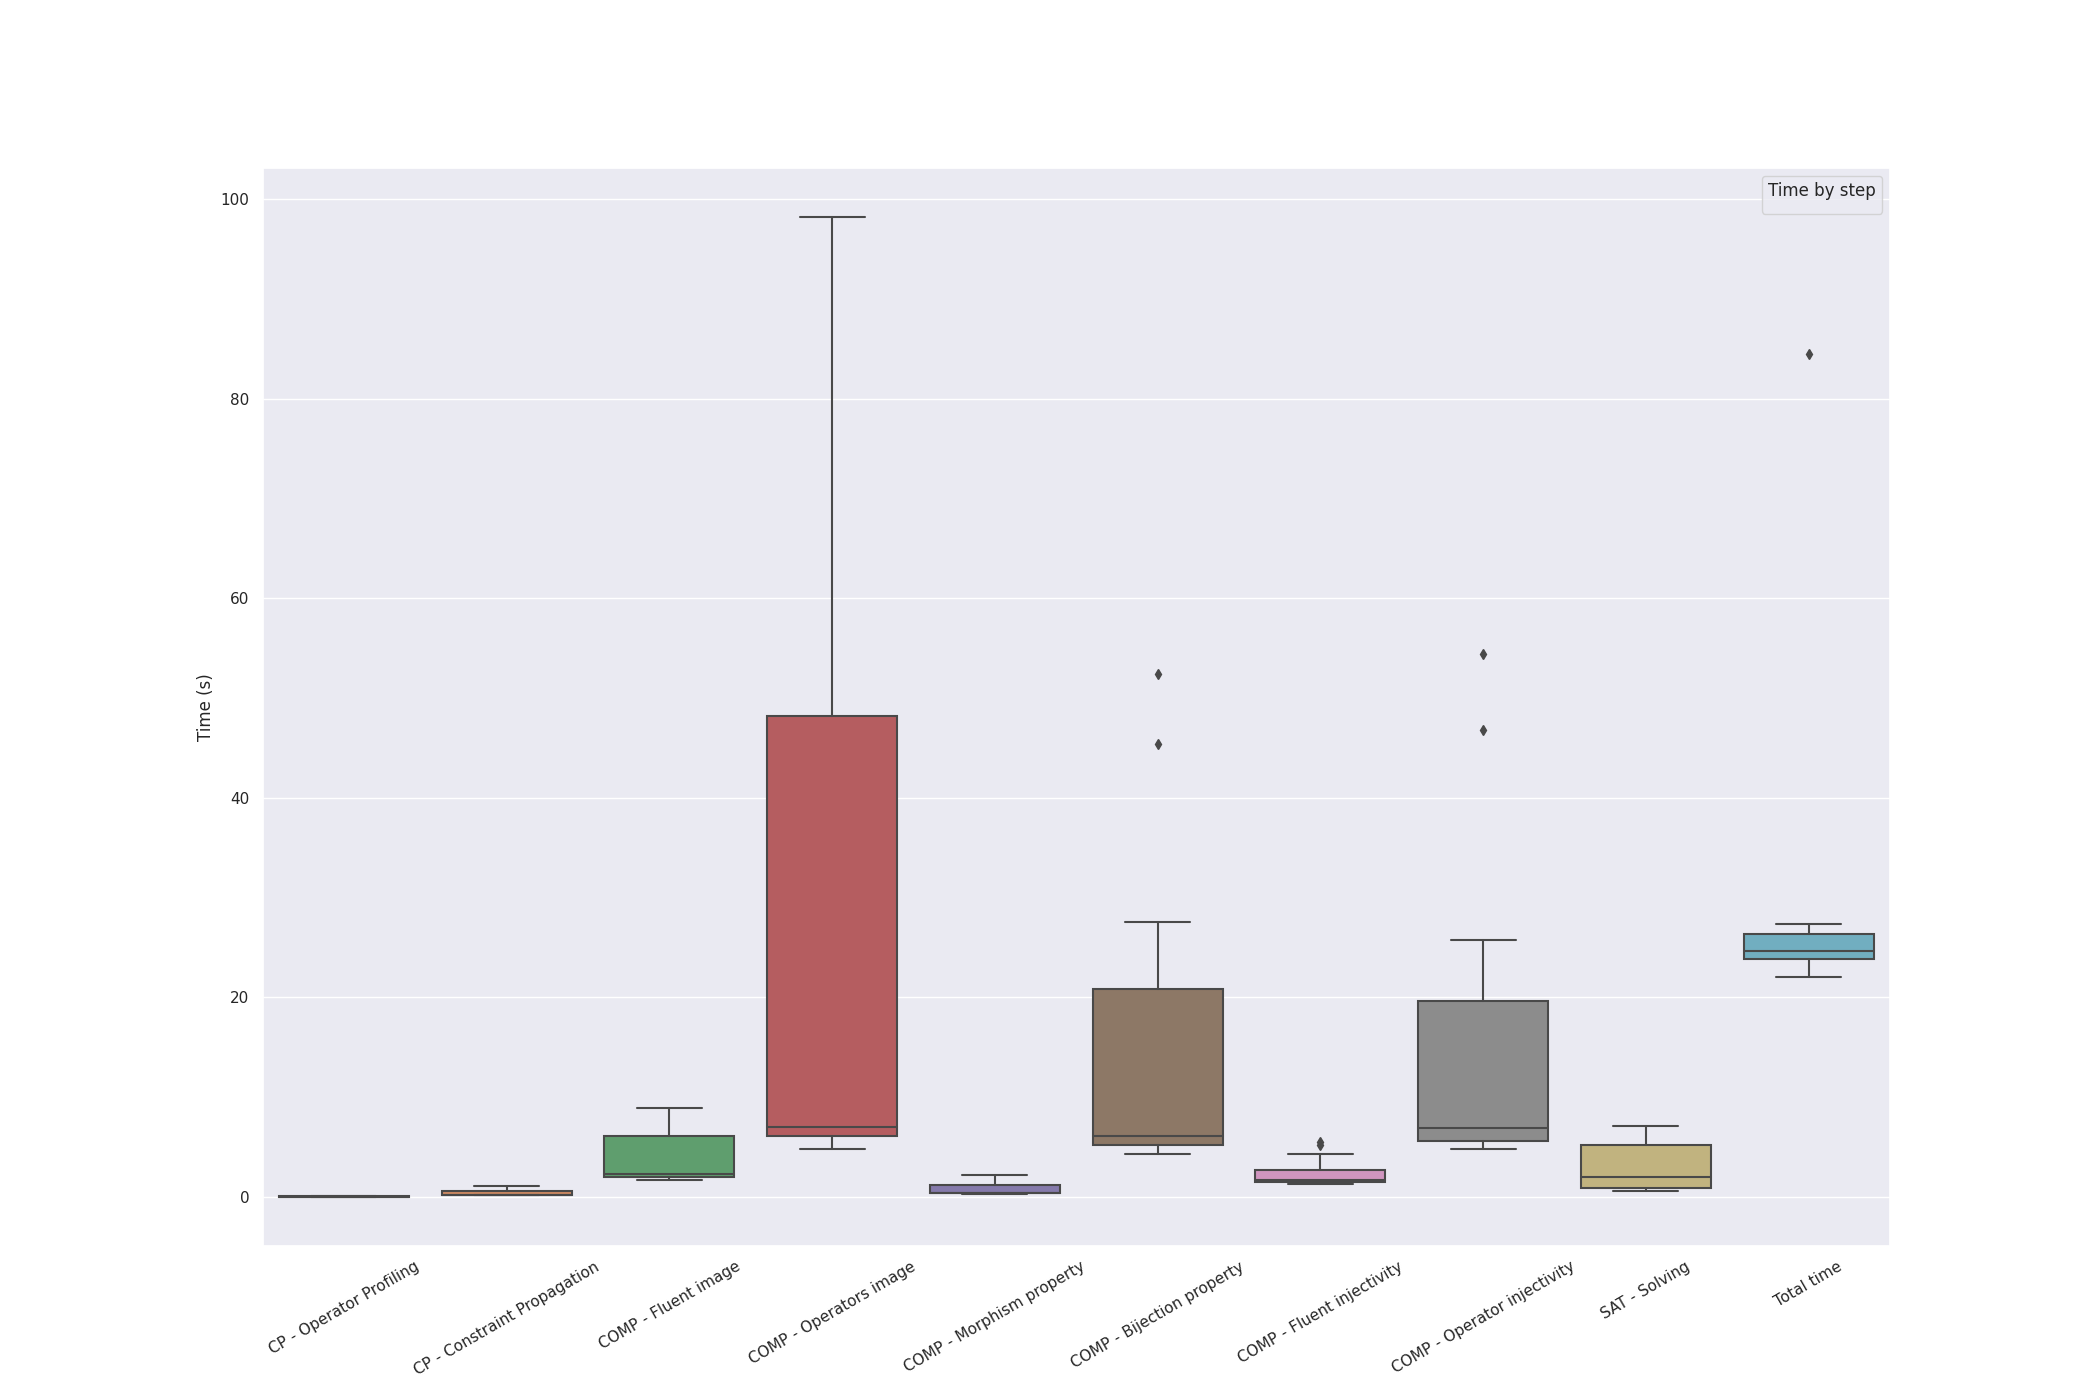 Time by step
100
80
60
40
20
0
Time (s)
CP - Operator Profiling
CP - Constraint Propagation
COMP - Fluent image
COMP - Operators image
COMP - Morphism property
COMP - Bijection property
COMP - Fluent injectivity
COMP - Operator injectivity
SAT - Solving
Total time